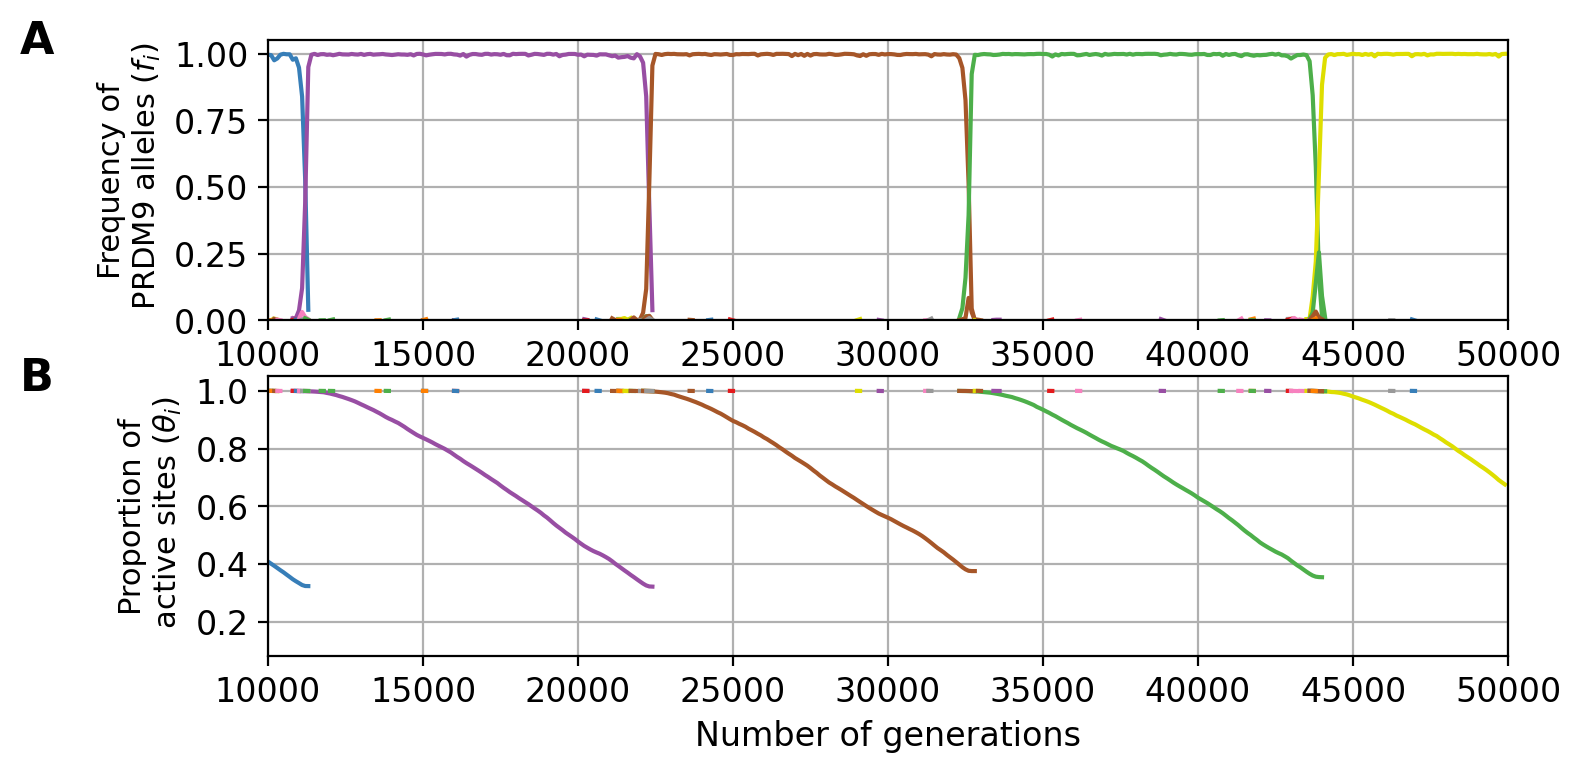 A
Frequency of
PRDM9 alleles (fᵢ)
1.00
0.75
0.50
0.25
0.00
10000 15000 20000 25000 30000 35000 40000 45000 50000
B
Proportion of
active sites (θᵢ)
1.0
0.8
0.6
0.4
0.2
10000 15000 20000 25000 30000 35000 40000 45000 50000
Number of generations